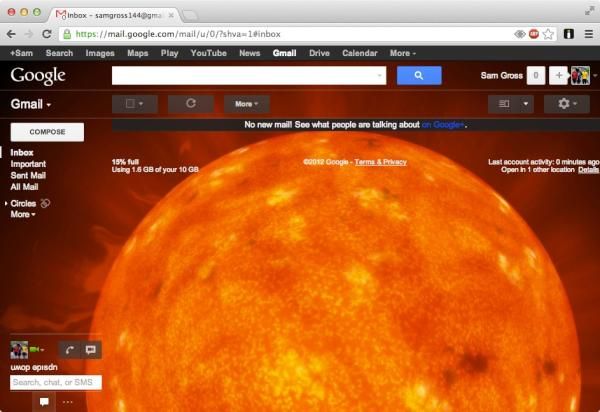 Inbox - samgross144@gmai
https://mail.google.com/mail/u/0/?shva=1#inbox
+Sam Search Images Maps Play YouTube News Gmail Drive Calendar More
Google Sam Gross 0 +
Gmail More
COMPOSE No new mail! See what people are talking about on Google+.
Inbox
Important
Sent Mail
All Mail
Circles
More
15% full
Using 1.6 GB of your 10 GB
©2012 Google - Terms & Privacy
Last account activity: 0 minutes ago
Open in 1 other location Details
uʍop ǝpısdn
Search, chat, or SMS